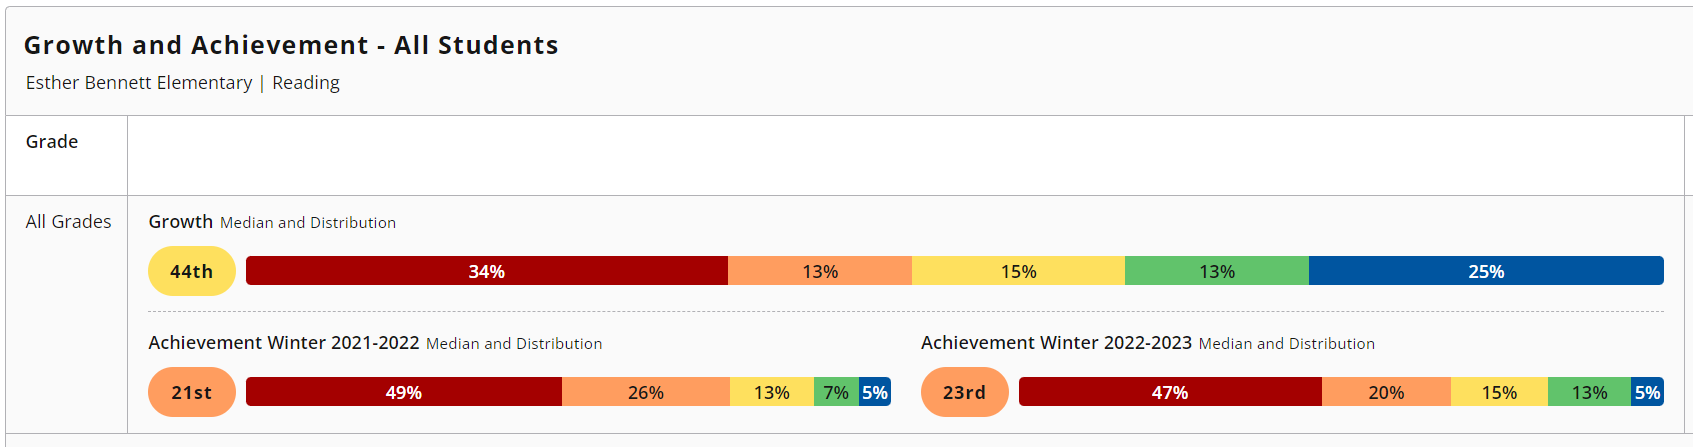 Growth and Achievement - All Students
Esther Bennett Elementary | Reading
Grade
All Grades
Growth Median and Distribution
44th 34% 13% 15% 13% 25%
Achievement Winter 2021-2022 Median and Distribution
21st 49% 26% 13% 7% 5%
Achievement Winter 2022-2023 Median and Distribution
23rd 47% 20% 15% 13% 5%